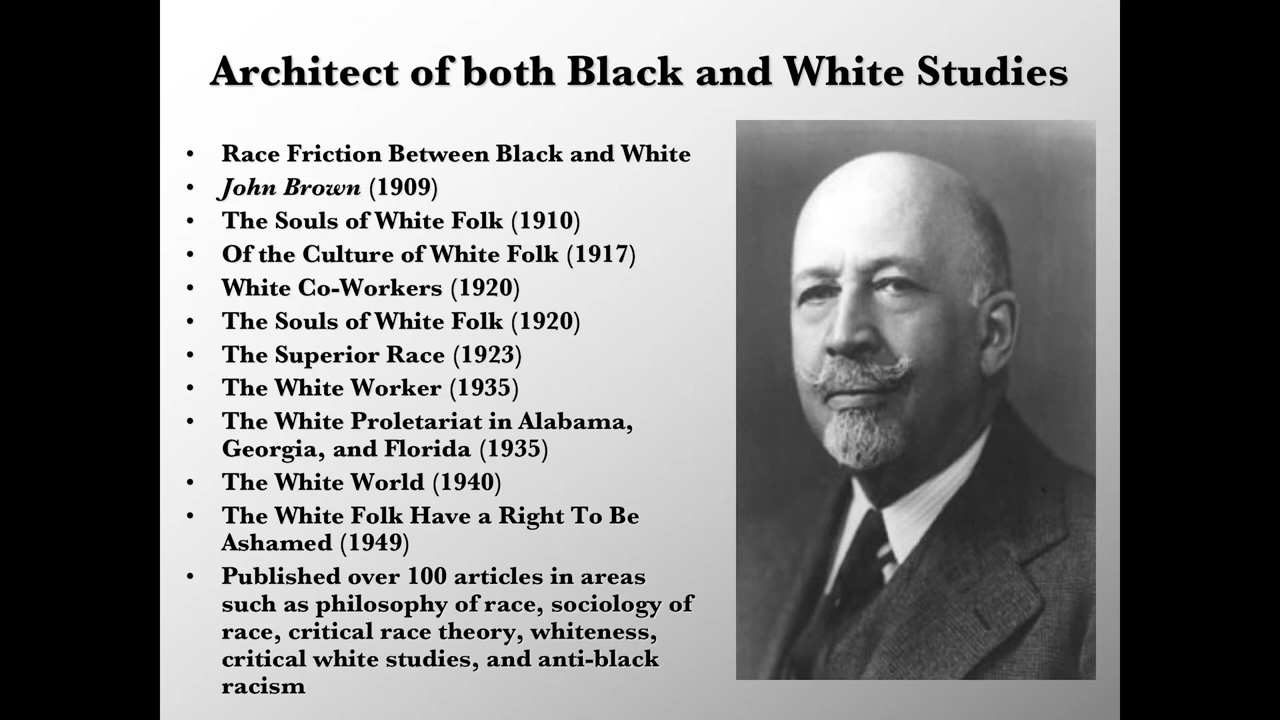 Architect of both Black and White Studies
• Race Friction Between Black and White
• John Brown (1909)
• The Souls of White Folk (1910)
• Of the Culture of White Folk (1917)
• White Co-Workers (1920)
• The Souls of White Folk (1920)
• The Superior Race (1923)
• The White Worker (1935)
• The White Proletariat in Alabama,
Georgia, and Florida (1935)
• The White World (1940)
• The White Folk Have a Right To Be
Ashamed (1949)
• Published over 100 articles in areas
such as philosophy of race, sociology of
race, critical race theory, whiteness,
critical white studies, and anti-black
racism